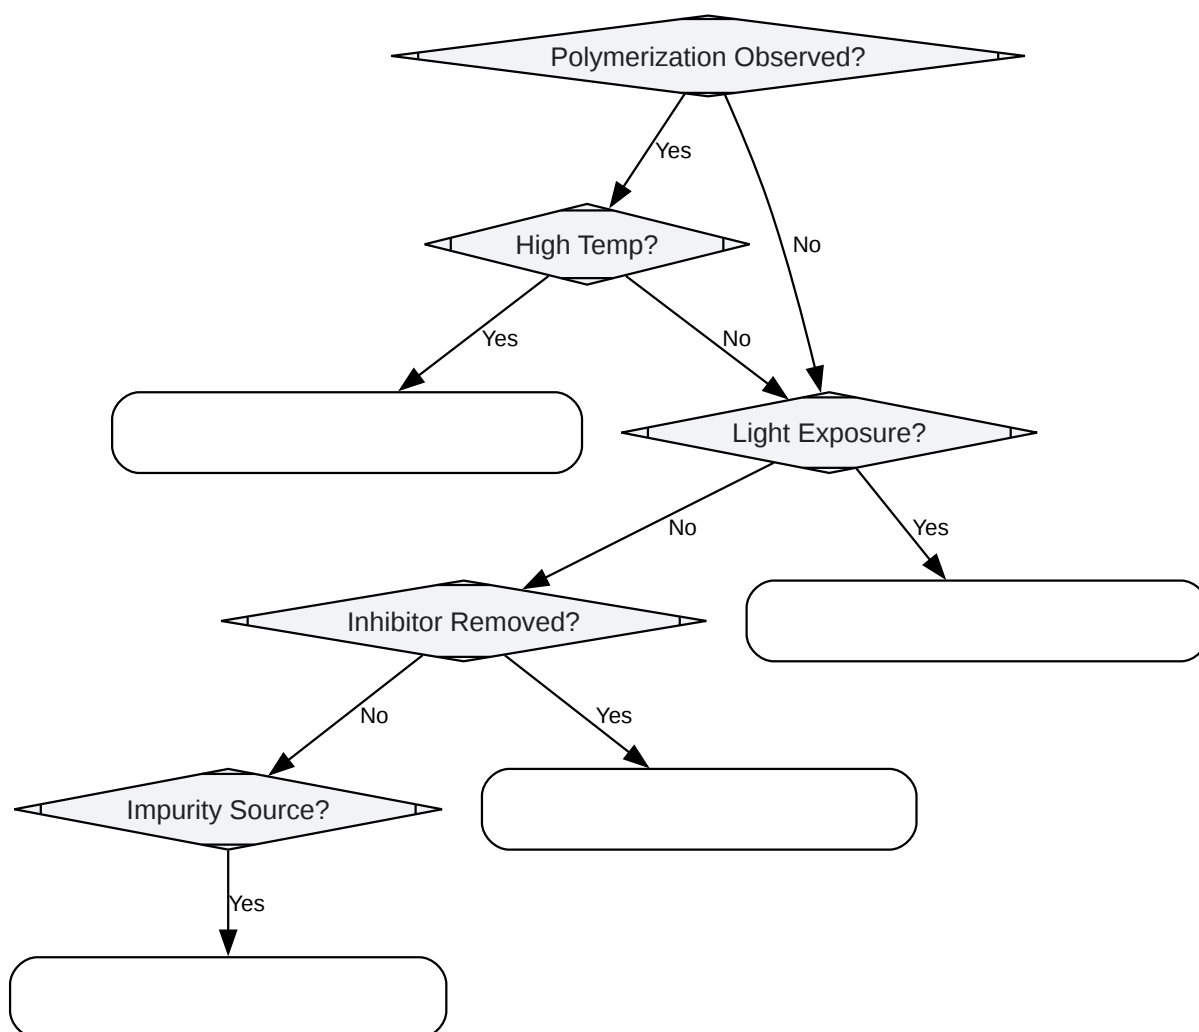 Polymerization Observed?
Yes
High Temp?
No
Yes
No
Light Exposure?
No
Yes
Inhibitor Removed?
No
Yes
Impurity Source?
Yes